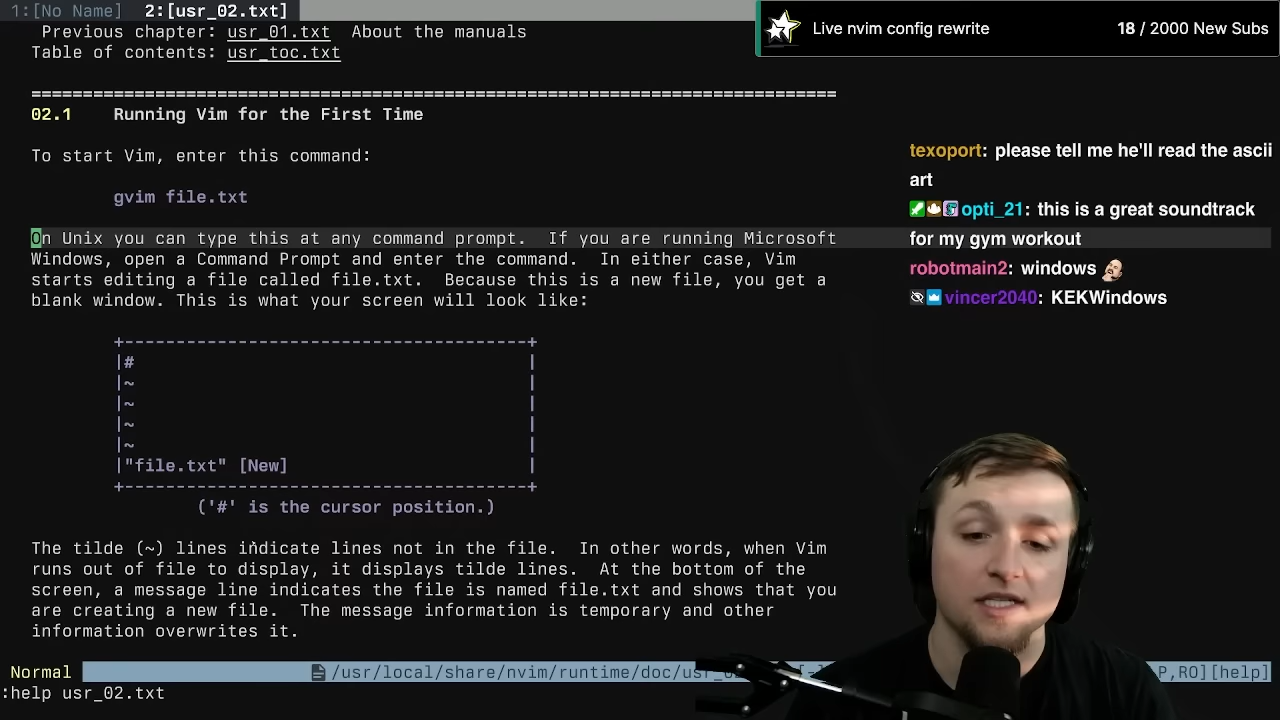 1:[No Name]  2:[usr_02.txt]
Live nvim config rewrite 18 / 2000 New Subs
Previous chapter: usr_01.txt  About the manuals
Table of contents: usr_toc.txt
==============================================================================
02.1    Running Vim for the First Time
To start Vim, enter this command:
gvim file.txt
On Unix you can type this at any command prompt.  If you are running Microsoft
Windows, open a Command Prompt and enter the command.  In either case, Vim
starts editing a file called file.txt.  Because this is a new file, you get a
blank window. This is what your screen will look like:
+---------------------------------------+
|#                                      |
|~                                      |
|~                                      |
|~                                      |
|~                                      |
|"file.txt" [New]                       |
+---------------------------------------+
('#' is the cursor position.)
The tilde (~) lines indicate lines not in the file.  In other words, when Vim
runs out of file to display, it displays tilde lines.  At the bottom of the
screen, a message line indicates the file is named file.txt and shows that you
are creating a new file.  The message information is temporary and other
information overwrites it.
Normal /usr/local/share/nvim/runtime/doc/us P,RO][help]
:help usr_02.txt
texoport: please tell me he'll read the ascii
art
opti_21: this is a great soundtrack
for my gym workout
robotmain2: windows
vincer2040: KEKWindows